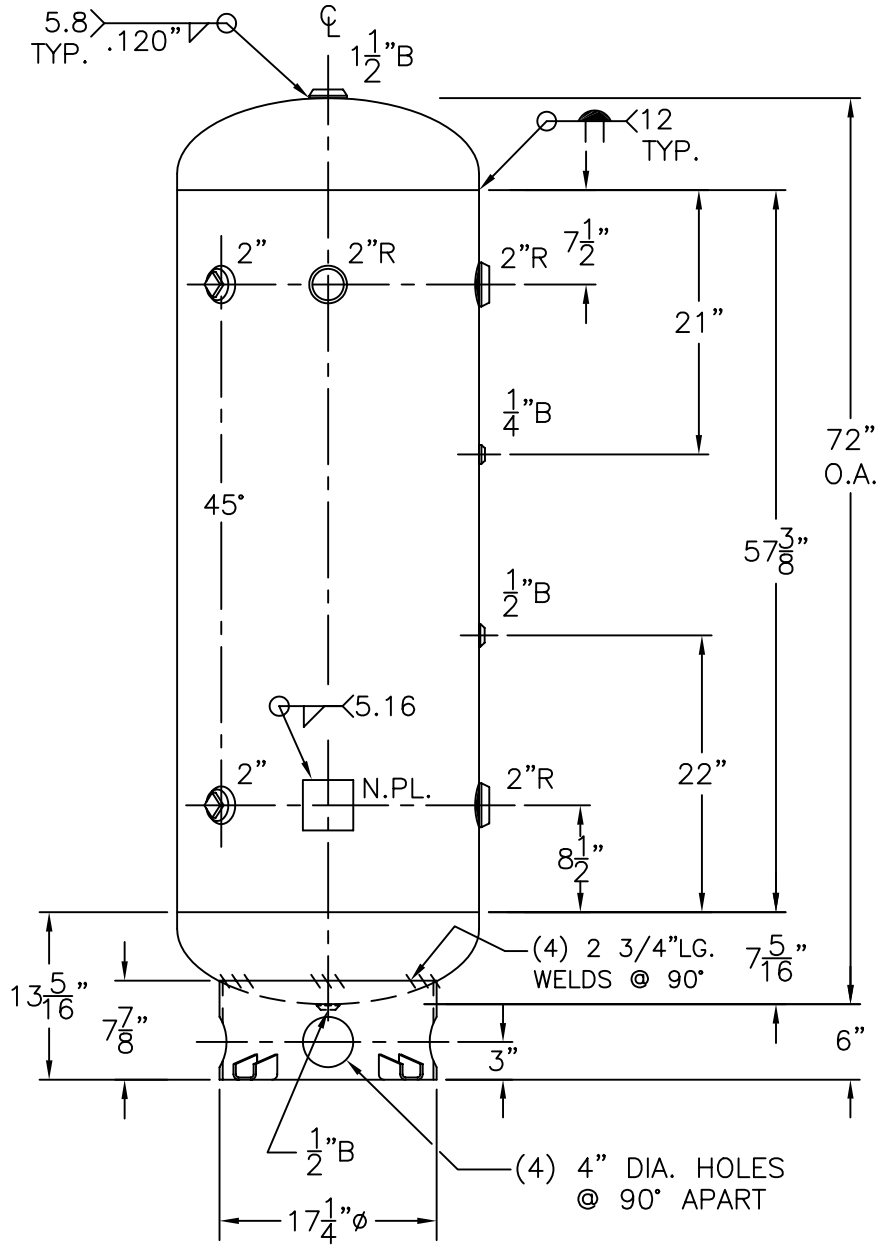 5.8
TYP.
.120"
CL
1 1/2"B
12
TYP.
7 1/2"
2"
2"R
2"R
21"
1/4"B
72"
O.A.
45°
57 3/8"
1/2"B
5.16
22"
2"
N.PL.
2"R
8 1/2"
(4) 2 3/4"LG.
WELDS @ 90°
7 5/16"
13 5/16"
7 7/8"
6"
3"
1/2"B
(4) 4" DIA. HOLES
@ 90° APART
17 1/4"ø